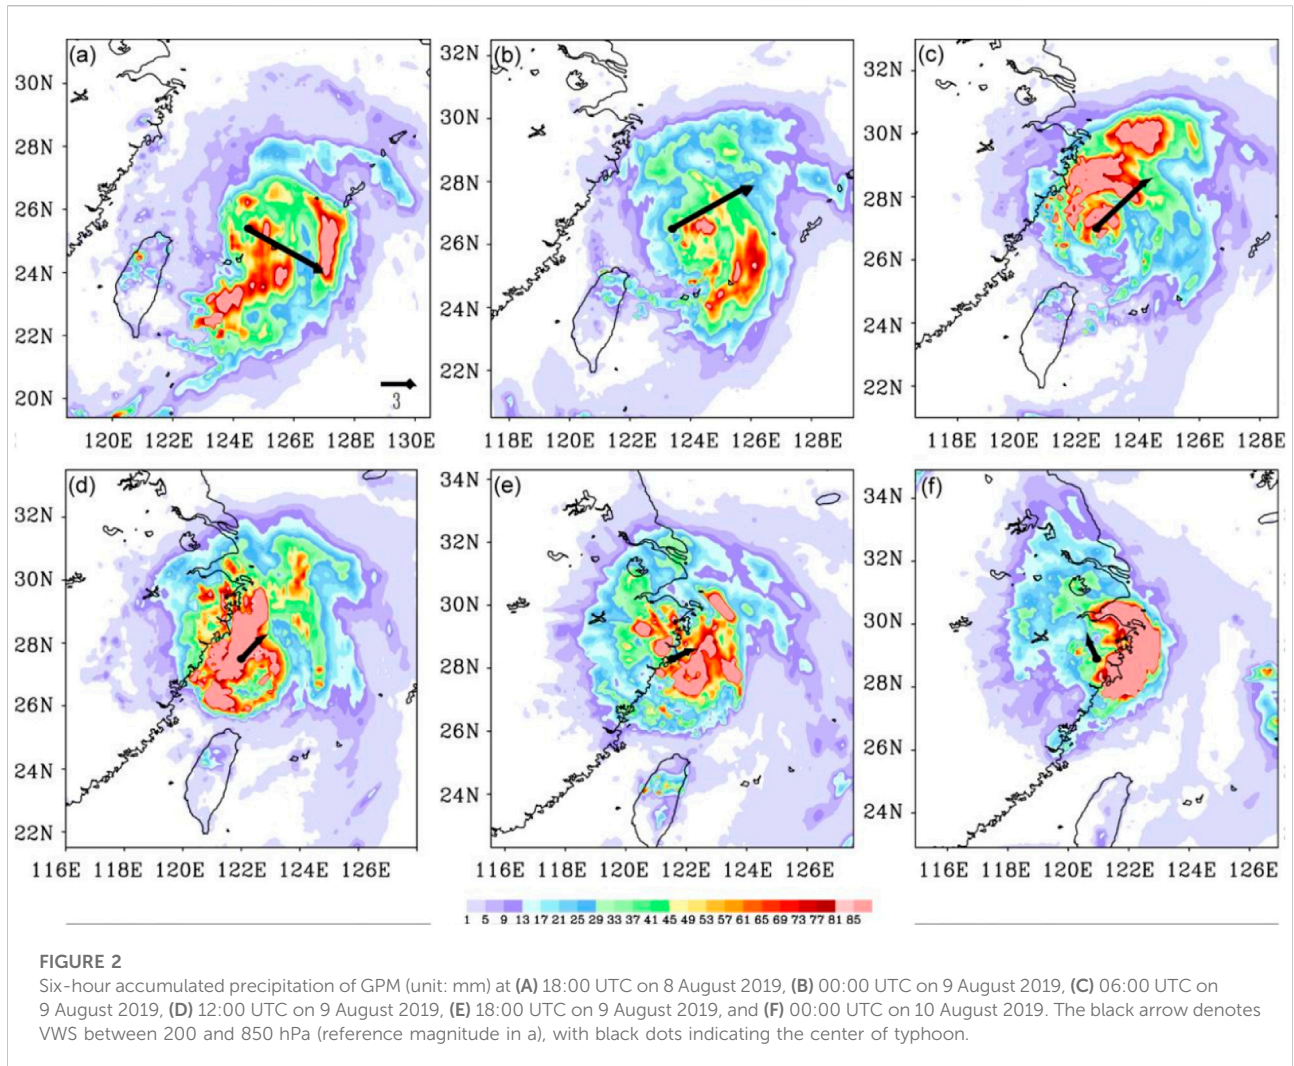 (a)
30N
28N
26N
24N
22N
20N
3
120E 122E 124E 126E 128E 130E
(b)
32N
30N
28N
26N
24N
22N
118E 120E 122E 124E 126E 128E
(c)
32N
30N
28N
26N
24N
22N
118E 120E 122E 124E 126E 128E
(d)
32N
30N
28N
26N
24N
22N
116E 118E 120E 122E 124E 126E
(e)
32N
30N
28N
26N
24N
116E 118E 120E 122E 124E 126E
(f)
34N
32N
30N
28N
26N
24N
116E 118E 120E 122E 124E 126E
1 5 9 13 17 21 25 29 33 37 41 45 49 53 57 61 65 69 73 77 81 85
FIGURE 2
Six-hour accumulated precipitation of GPM (unit: mm) at (A) 18:00 UTC on 8 August 2019, (B) 00:00 UTC on 9 August 2019, (C) 06:00 UTC on
9 August 2019, (D) 12:00 UTC on 9 August 2019, (E) 18:00 UTC on 9 August 2019, and (F) 00:00 UTC on 10 August 2019. The black arrow denotes
VWS between 200 and 850 hPa (reference magnitude in a), with black dots indicating the center of typhoon.